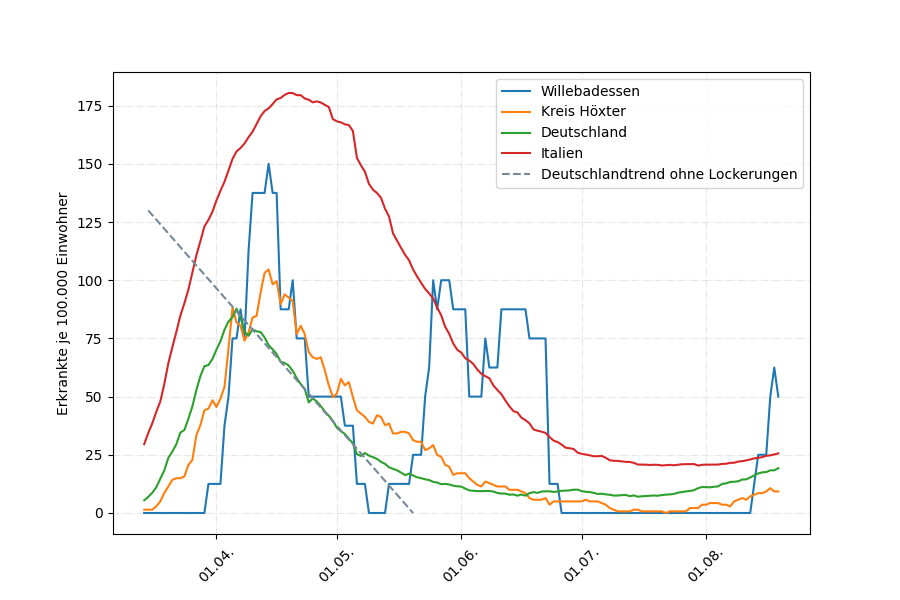 Erkrankte je 100.000 Einwohner
175
150
125
100
75
50
25
0
Willebadessen
Kreis Höxter
Deutschland
Italien
Deutschlandtrend ohne Lockerungen
01.04.
01.05.
01.06.
01.07.
01.08.